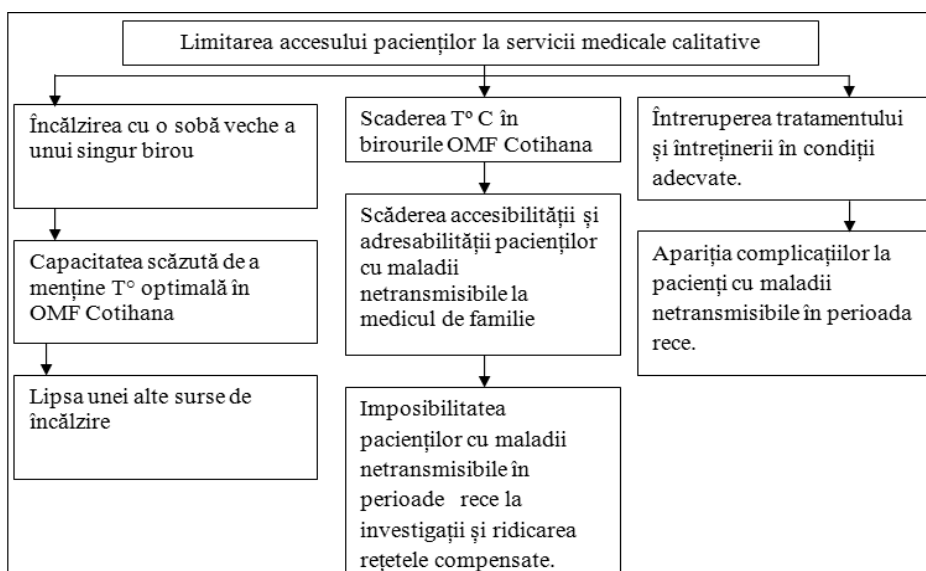 Limitarea accesului pacienților la servicii medicale calitative
Încălzirea cu o sobă veche a
unui singur birou
Capacitatea scăzută de a
menține T° optimală în
OMF Cotihana
Lipsa unei alte surse de
încălzire
Scaderea Tº C în
birourile OMF Cotihana
Scăderea accesibilității și
adresabilității pacienților
cu maladii
netransmisibile la
medicul de familie
Imposibilitatea
pacienților cu maladii
netransmisibile în
perioade rece la
investigații și ridicarea
rețetele compensate.
Întreruperea tratamentului
și întreținerii în condiții
adecvate.
Apariția complicațiilor la
pacienți cu maladii
netransmisibile în perioada
rece.